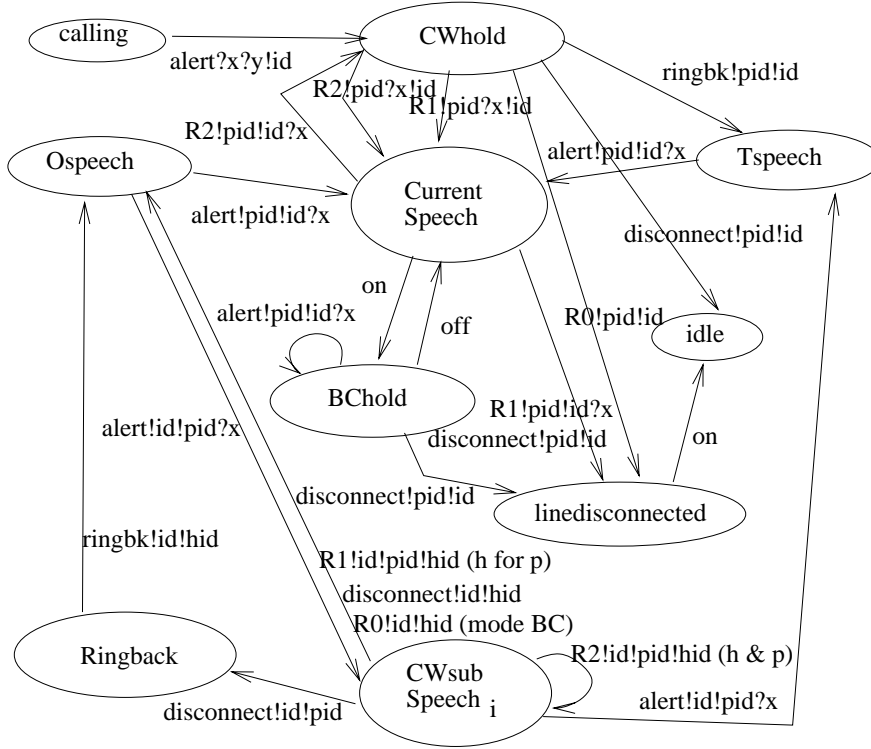 calling
CWhold
alert?x?y!id
ringbk!pid!id
R2!pid?x!id
R1!pid?x!id
R2!pid!id?x
alert!pid!id?x
Ospeech
Tspeech
Current
Speech
alert!pid!id?x
disconnect!pid!id
on
alert!pid!id?x
off
R0!pid!id
idle
BChold
R1!pid!id?x
alert!id!pid?x
disconnect!pid!id
on
disconnect!pid!id
linedisconnected
ringbk!id!hid
R1!id!pid!hid (h for p)
disconnect!id!hid
R0!id!hid (mode BC)
Ringback
R2!id!pid!hid (h & p)
CWsub
Speech i
alert!id!pid?x
disconnect!id!pid